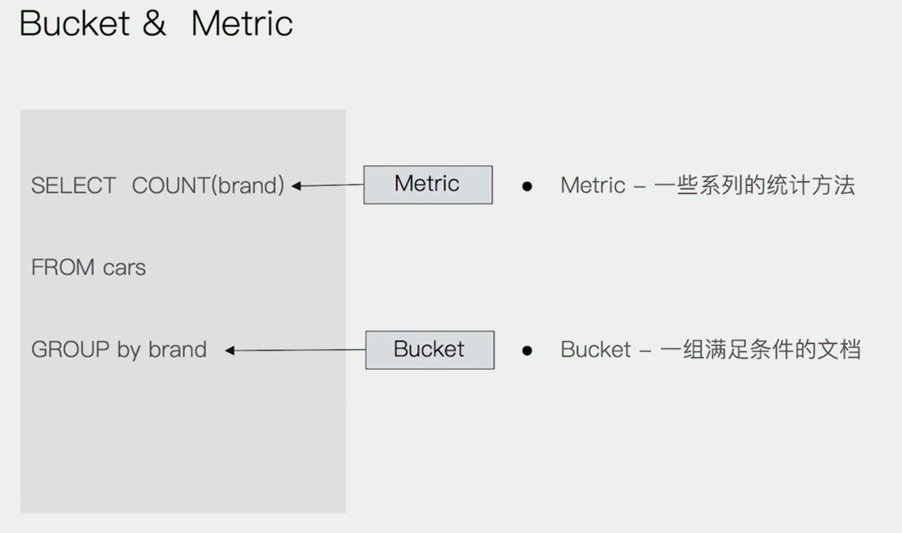 Bucket & Metric
SELECT COUNT(brand)
Metric
● Metric – 一些系列的统计方法
FROM cars
GROUP by brand
Bucket
● Bucket – 一组满足条件的文档